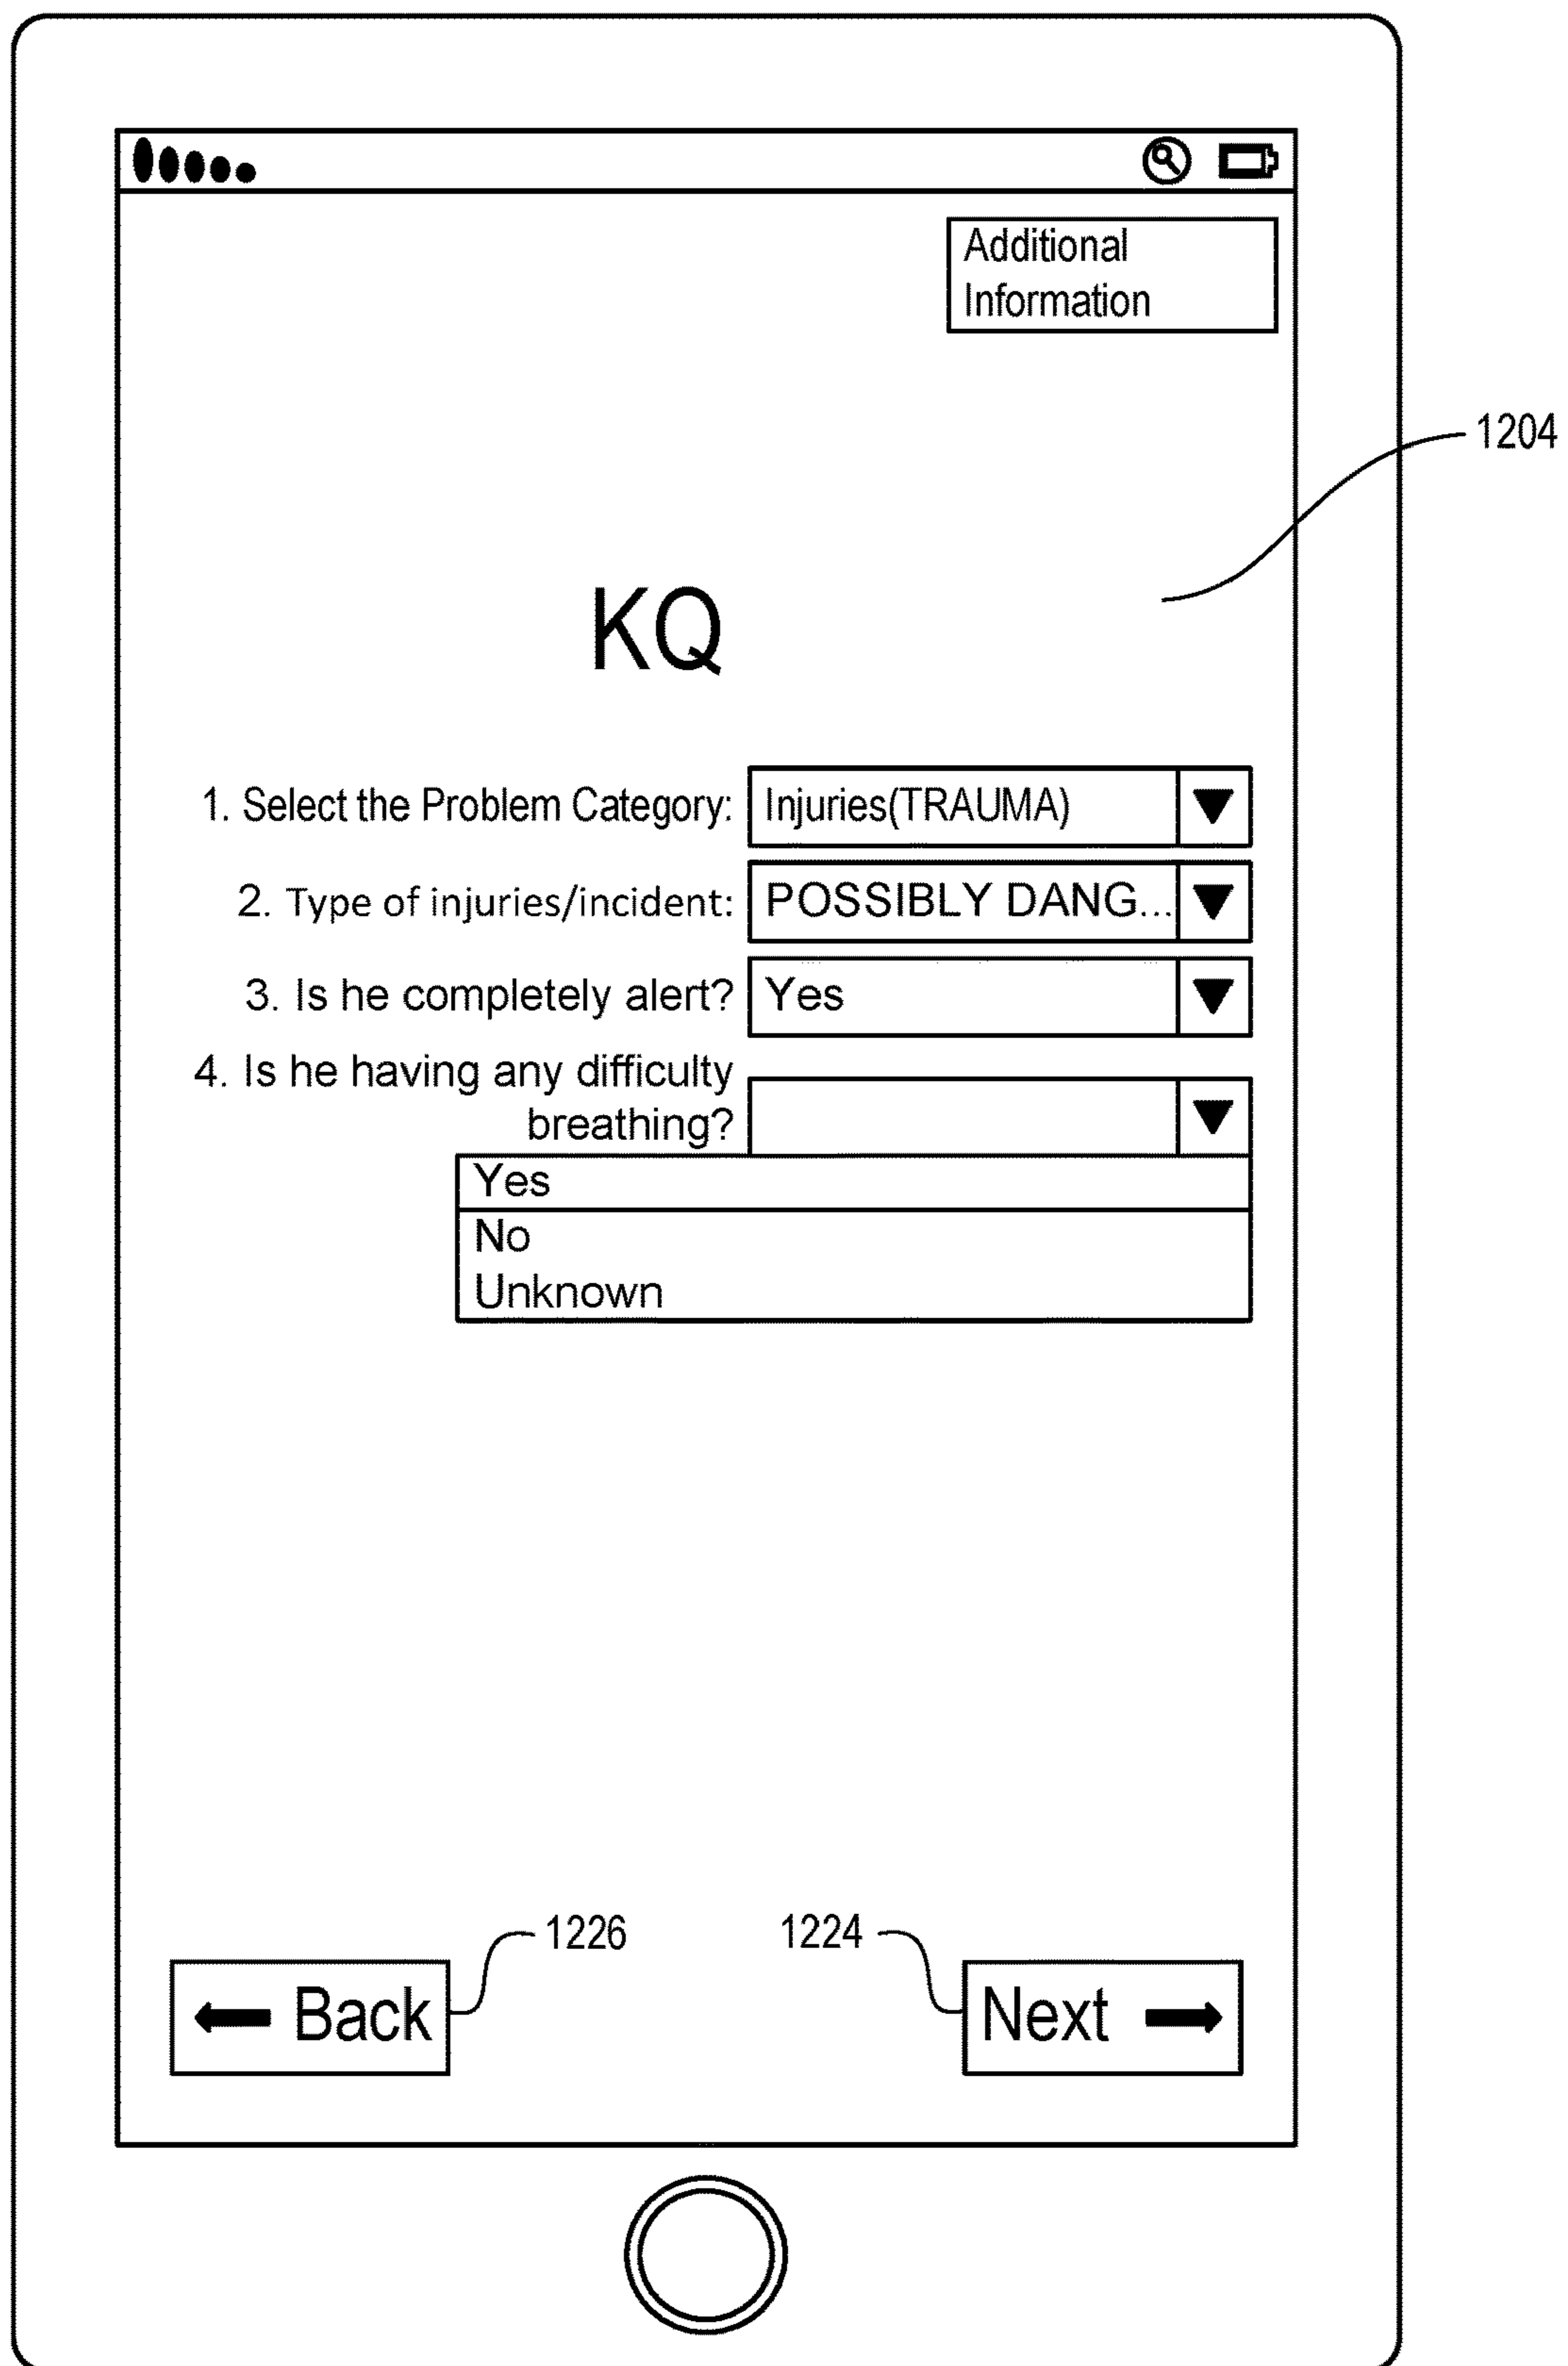 Additional
Information
1204
KQ
1. Select the Problem Category: Injuries(TRAUMA)
2. Type of injuries/incident: POSSIBLY DANG...
3. Is he completely alert? Yes
4. Is he having any difficulty
breathing?
Yes
No
Unknown
1226 1224
Back Next